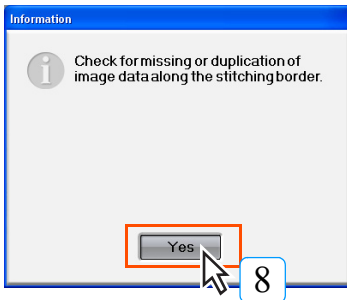 Information
Check for missing or duplication of
image data along the stitching border.
Yes
8